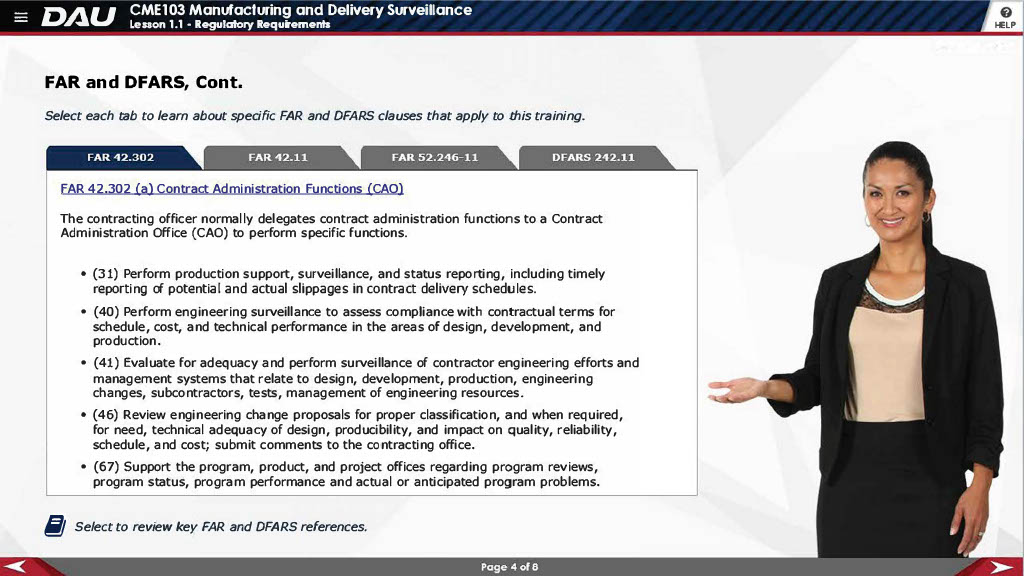 DAU
CME103 Manufacturing and Delivery Surveillance
Lesson 1.1 - Regulatory Requirements
HELP
FAR and DFARS, Cont.
Select each tab to learn about specific FAR and DFARS clauses that apply to this training.
FAR 42.302
FAR 42.11
FAR 52.246-11
DFARS 242.11
FAR 42.302 (a) Contract Administration Functions (CAO)
The contracting officer normally delegates contract administration functions to a Contract
Administration Office (CAO) to perform specific functions.
• (31) Perform production support, surveillance, and status reporting, including timely
reporting of potential and actual slippages in contract delivery schedules.
• (40) Perform engineering surveillance to assess compliance with contractual terms for
schedule, cost, and technical performance in the areas of design, development, and
production.
• (41) Evaluate for adequacy and perform surveillance of contractor engineering efforts and
management systems that relate to design, development, production, engineering
changes, subcontractors, tests, management of engineering resources.
• (46) Review engineering change proposals for proper classification, and when required,
for need, technical adequacy of design, producibility, and impact on quality, reliability,
schedule, and cost; submit comments to the contracting office.
• (67) Support the program, product, and project offices regarding program reviews,
program status, program performance and actual or anticipated program problems.
Select to review key FAR and DFARS references.
Page 4 of 8